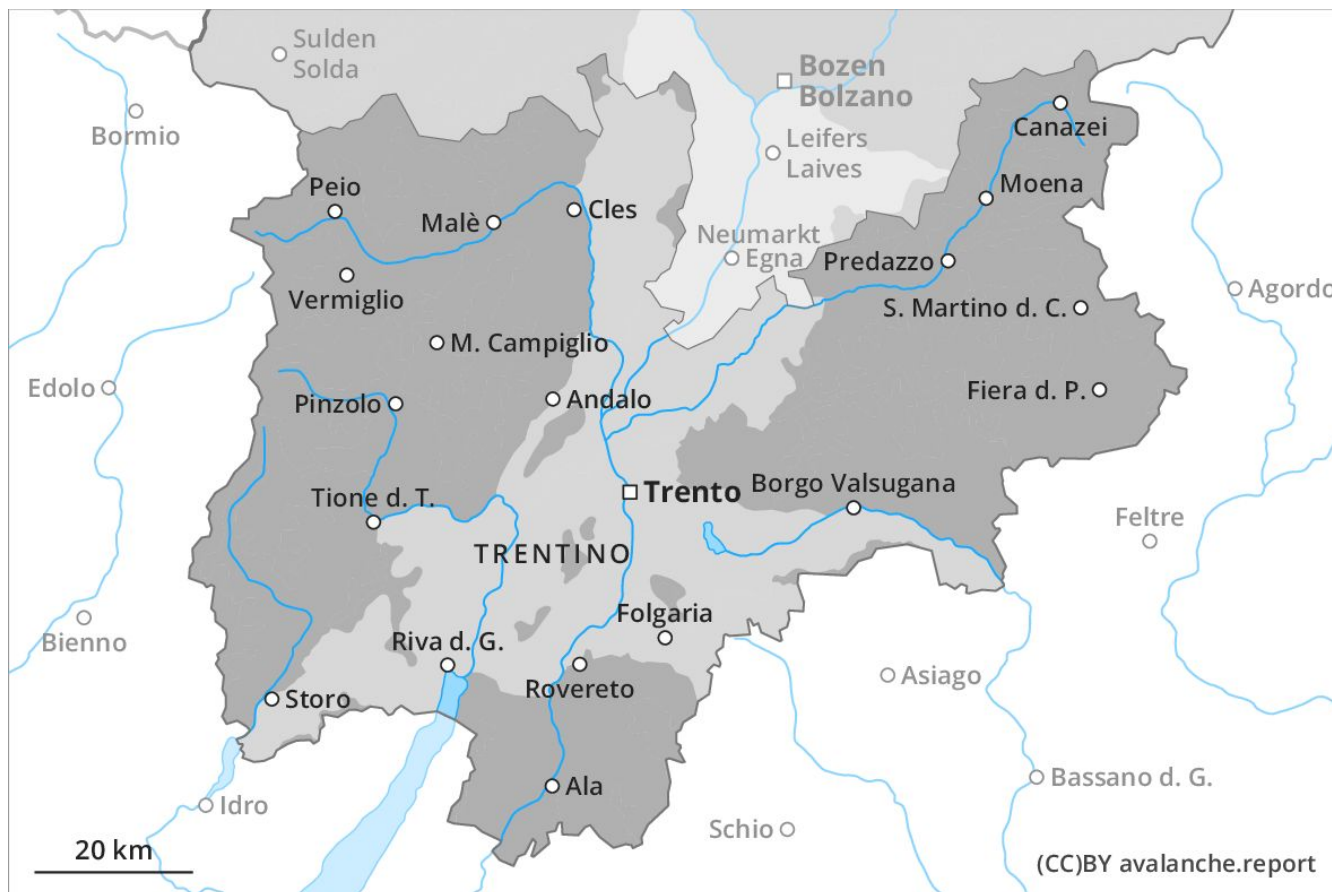 Sulden
Solda
Bozen
Bolzano
Bormio
Canazei
Leifers
Laives
Peio
Moena
Malè
Cles
Neumarkt
Egna
Predazzo
Vermiglio
Agordo
S. Martino d. C.
M. Campiglio
Edolo
Fiera d. P.
Pinzolo
Andalo
Trento
Borgo Valsugana
Tione d. T.
Feltre
TRENTINO
Folgaria
Bienno
Riva d. G.
Asiago
Rovereto
Storo
Bassano d. G.
Ala
Idro
Schio
20 km
(CC)BY avalanche.report